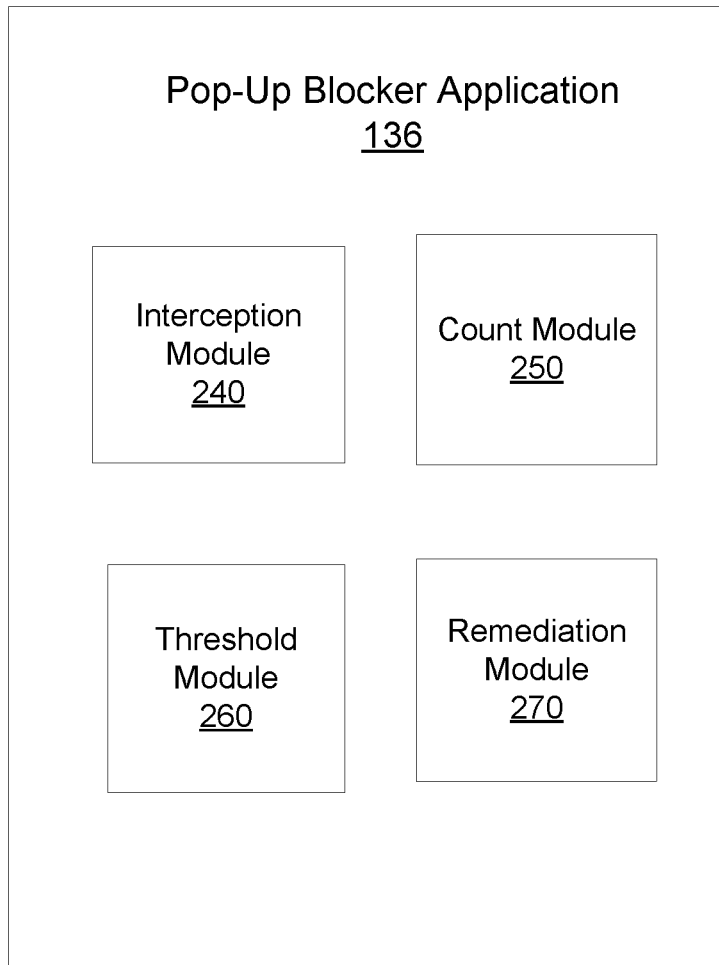 Pop-Up Blocker Application
136
Interception
Module
240
Count Module
250
Threshold
Module
260
Remediation
Module
270